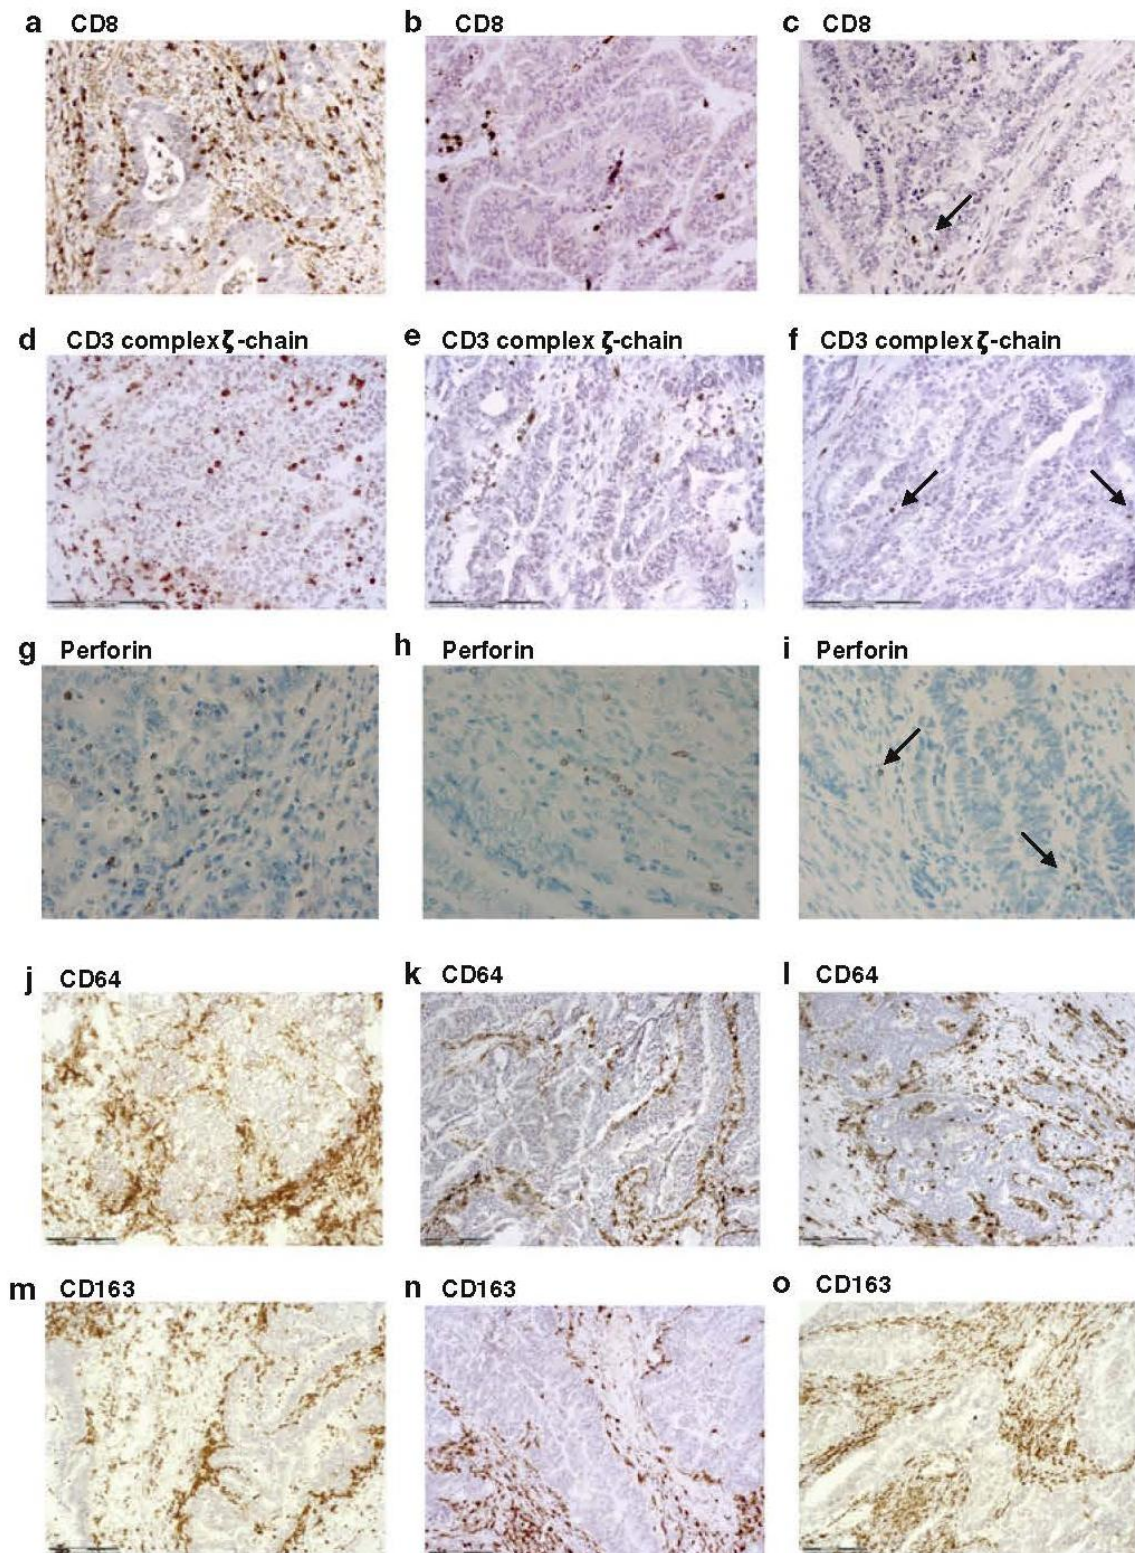 a CD8 b CD8 c CD8
d CD3 complex ζ-chain e CD3 complex ζ-chain f CD3 complex ζ-chain
g Perforin h Perforin i Perforin
j CD64 k CD64 l CD64
m CD163 n CD163 o CD163